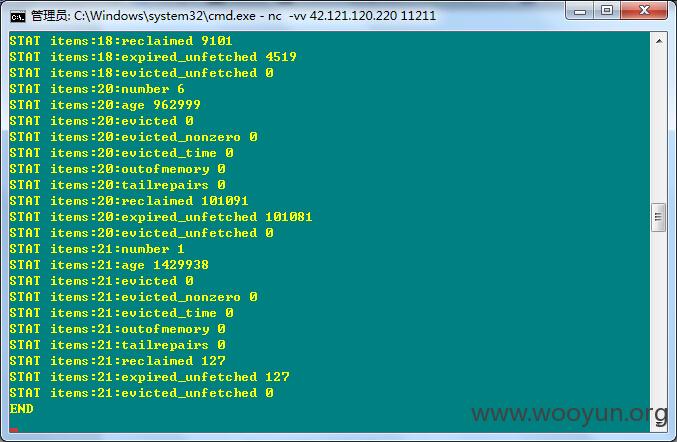 管理员: C:\Windows\system32\cmd.exe - nc  -vv 42.121.120.220 11211
STAT items:18:reclaimed 9101
STAT items:18:expired_unfetched 4519
STAT items:18:evicted_unfetched 0
STAT items:20:number 6
STAT items:20:age 962999
STAT items:20:evicted 0
STAT items:20:evicted_nonzero 0
STAT items:20:evicted_time 0
STAT items:20:outofmemory 0
STAT items:20:tailrepairs 0
STAT items:20:reclaimed 101091
STAT items:20:expired_unfetched 101081
STAT items:20:evicted_unfetched 0
STAT items:21:number 1
STAT items:21:age 1429938
STAT items:21:evicted 0
STAT items:21:evicted_nonzero 0
STAT items:21:evicted_time 0
STAT items:21:outofmemory 0
STAT items:21:tailrepairs 0
STAT items:21:reclaimed 127
STAT items:21:expired_unfetched 127
STAT items:21:evicted_unfetched 0
END
www.wooyun.org